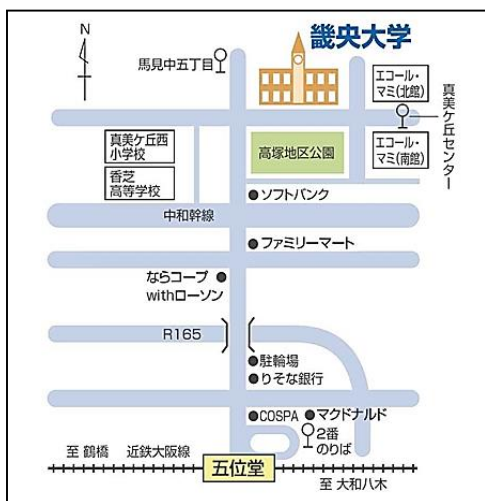 N
畿央大学
馬見中五丁目
エコール・
マミ(北館)
真美ケ丘センター
真美ケ丘西
小学校
高塚地区公園
エコール・
マミ(南館)
香芝
高等学校
ソフトバンク
中和幹線
ファミリーマート
ならコープ
withローソン
R165
駐輪場
りそな銀行
COSPA
マクドナルド
2番
のりば
至 鶴橋
近鉄大阪線
五位堂
至 大和八木